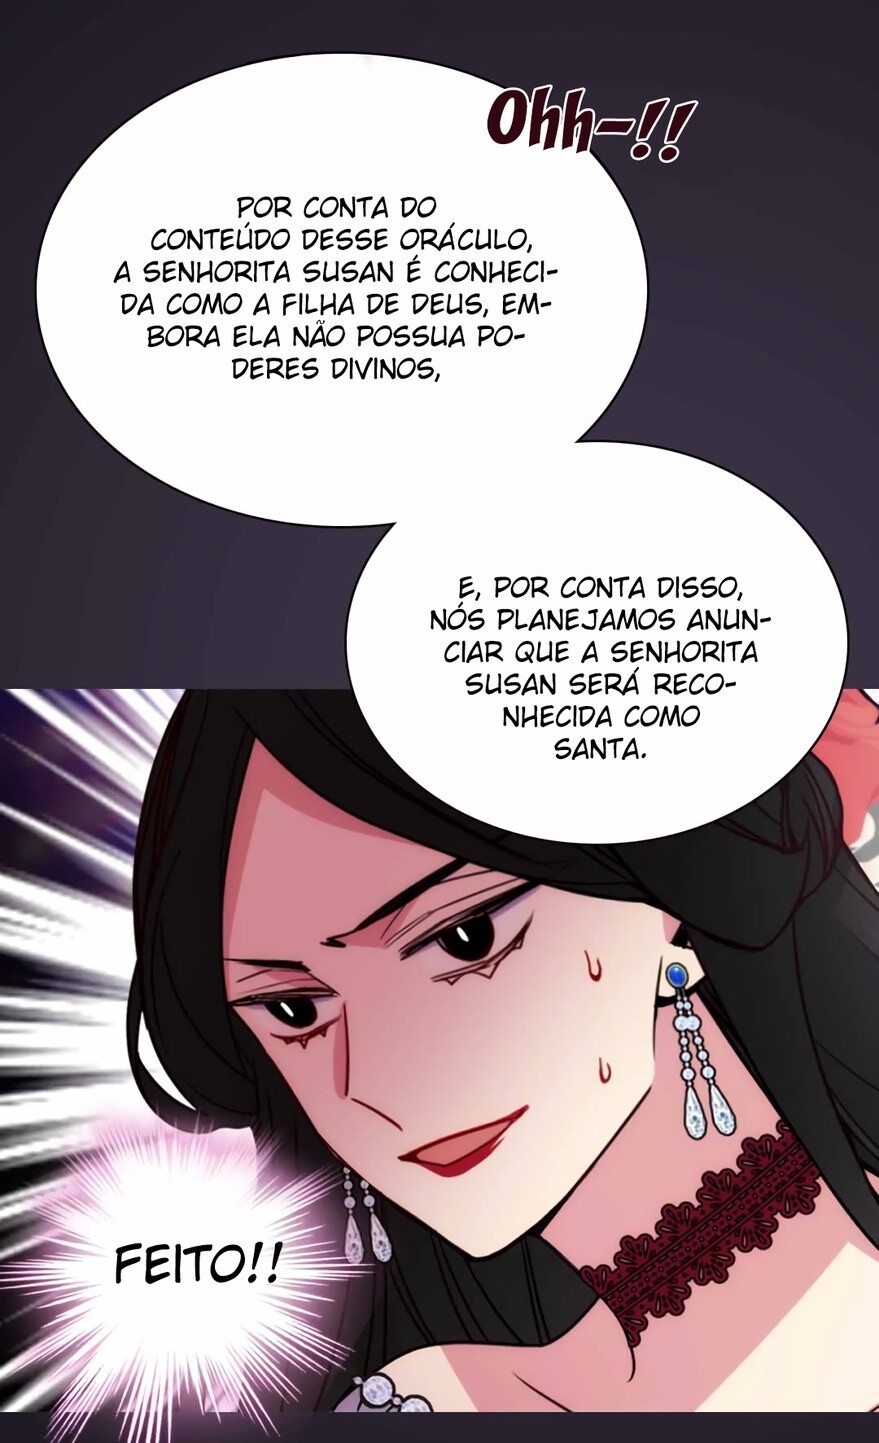 Ohh-!!
POR CONTA DO
CONTEÚDO DESSE ORÁCULO,
A SENHORITA SUSAN É CONHECI-
DA COMO A FILHA DE DEUS, EM-
BORA ELA NÃO POSSUA PO-
DERES DIVINOS,
E, POR CONTA DISSO,
NÓS PLANEJAMOS ANUN-
CIAR QUE A SENHORITA
SUSAN SERÁ RECO-
NHECIDA COMO
SANTA.
FEITO!!